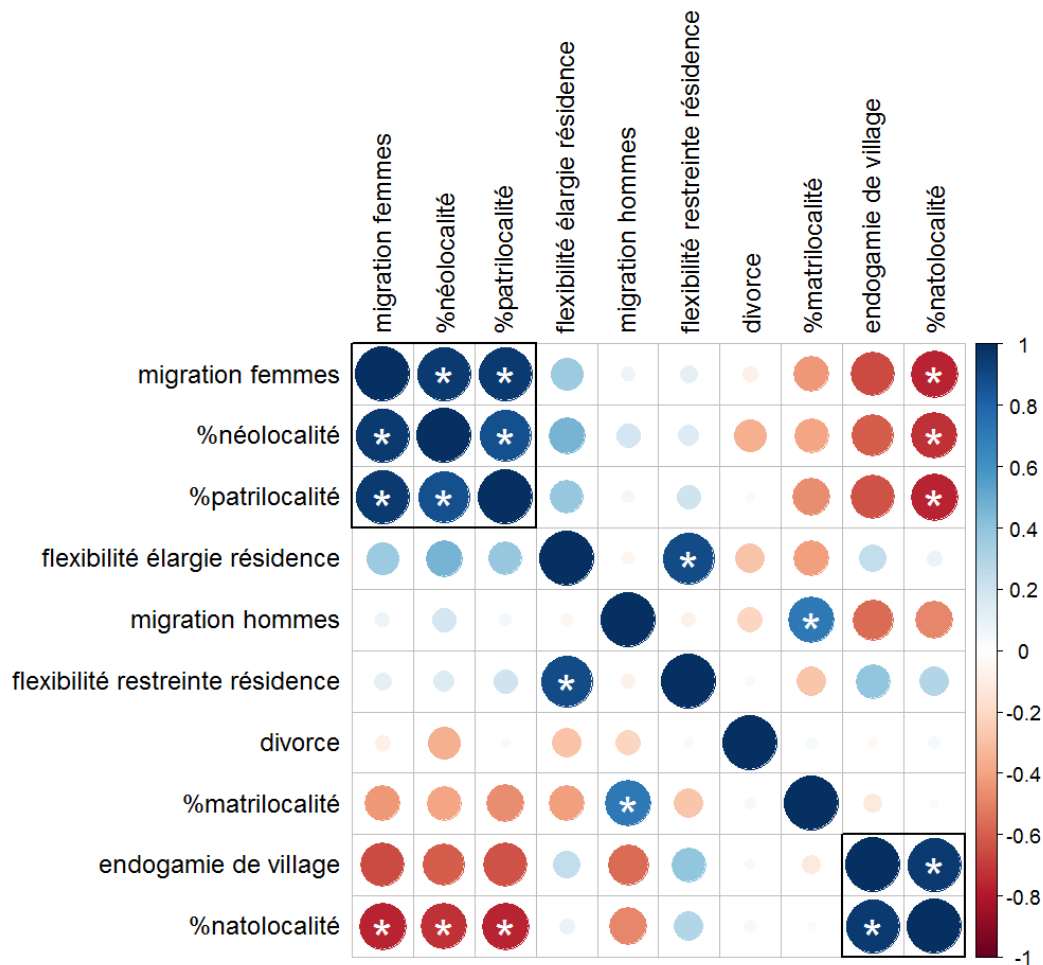 migration femmes
%néolocalité
%patrilocalité
flexibilité élargie résidence
migration hommes
flexibilité restreinte résidence
divorce
%matrilocalité
endogamie de village
%natolocalité
migration femmes * * *
%néolocalité * * *
%patrilocalité * * *
flexibilité élargie résidence *
migration hommes *
flexibilité restreinte résidence *
divorce
%matrilocalité *
endogamie de village *
%natolocalité * * * *
1
0.8
0.6
0.4
0.2
0
-0.2
-0.4
-0.6
-0.8
-1